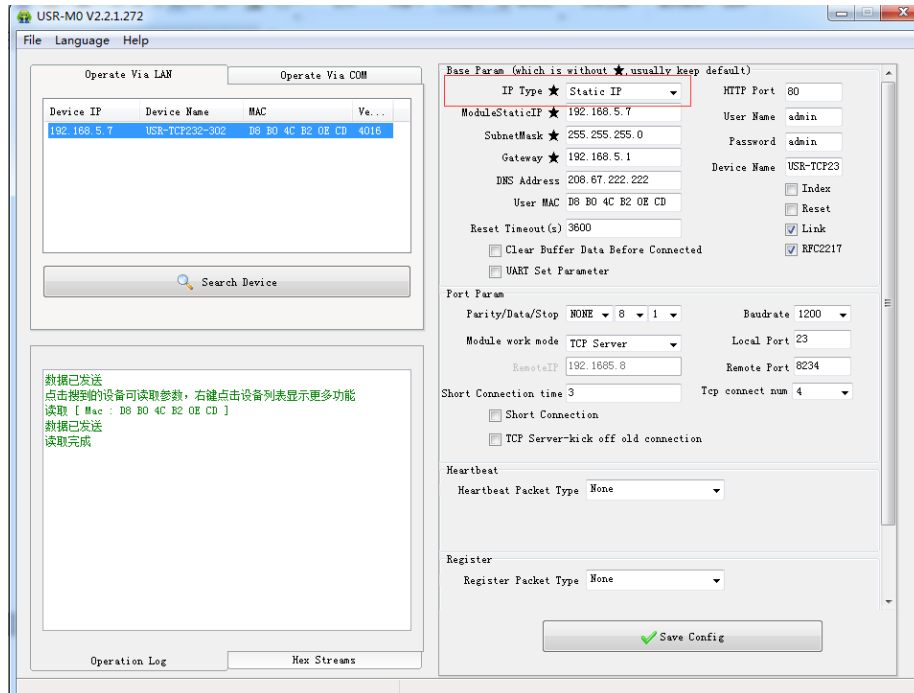 USR-M0 V2.2.1.272
File Language Help
Operate Via LAN
Operate Via COM
Device IP Device Name MAC Ve...
192.168.5.7 USR-TCP232-302 D8 B0 4C B2 0E CD 4016
Search Device
数据已发送
点击搜到的设备可读取参数，右键点击设备列表显示更多功能
读取 [ Mac : D8 B0 4C B2 0E CD ]
数据已发送
读取完成
Operation Log
Hex Streams
Base Param (which is without ★,usually keep default)
IP Type ★ Static IP
HTTP Port 80
ModuleStaticIP ★ 192.168.5.7
User Name admin
SubnetMask ★ 255.255.255.0
Password admin
Gateway ★ 192.168.5.1
Device Name USR-TCP23
DNS Address 208.67.222.222
Index
User MAC D8 B0 4C B2 0E CD
Reset
Reset Timeout(s) 3600
Link
Clear Buffer Data Before Connected
RFC2217
UART Set Parameter
Port Param
Parity/Data/Stop NONE 8 1
Baudrate 1200
Module work mode TCP Server
Local Port 23
RemoteIP 192.1685.8
Remote Port 8234
Short Connection time 3
Tcp connect num 4
Short Connection
TCP Server-kick off old connection
Heartbeat
Heartbeat Packet Type None
Register
Register Packet Type None
Save Config